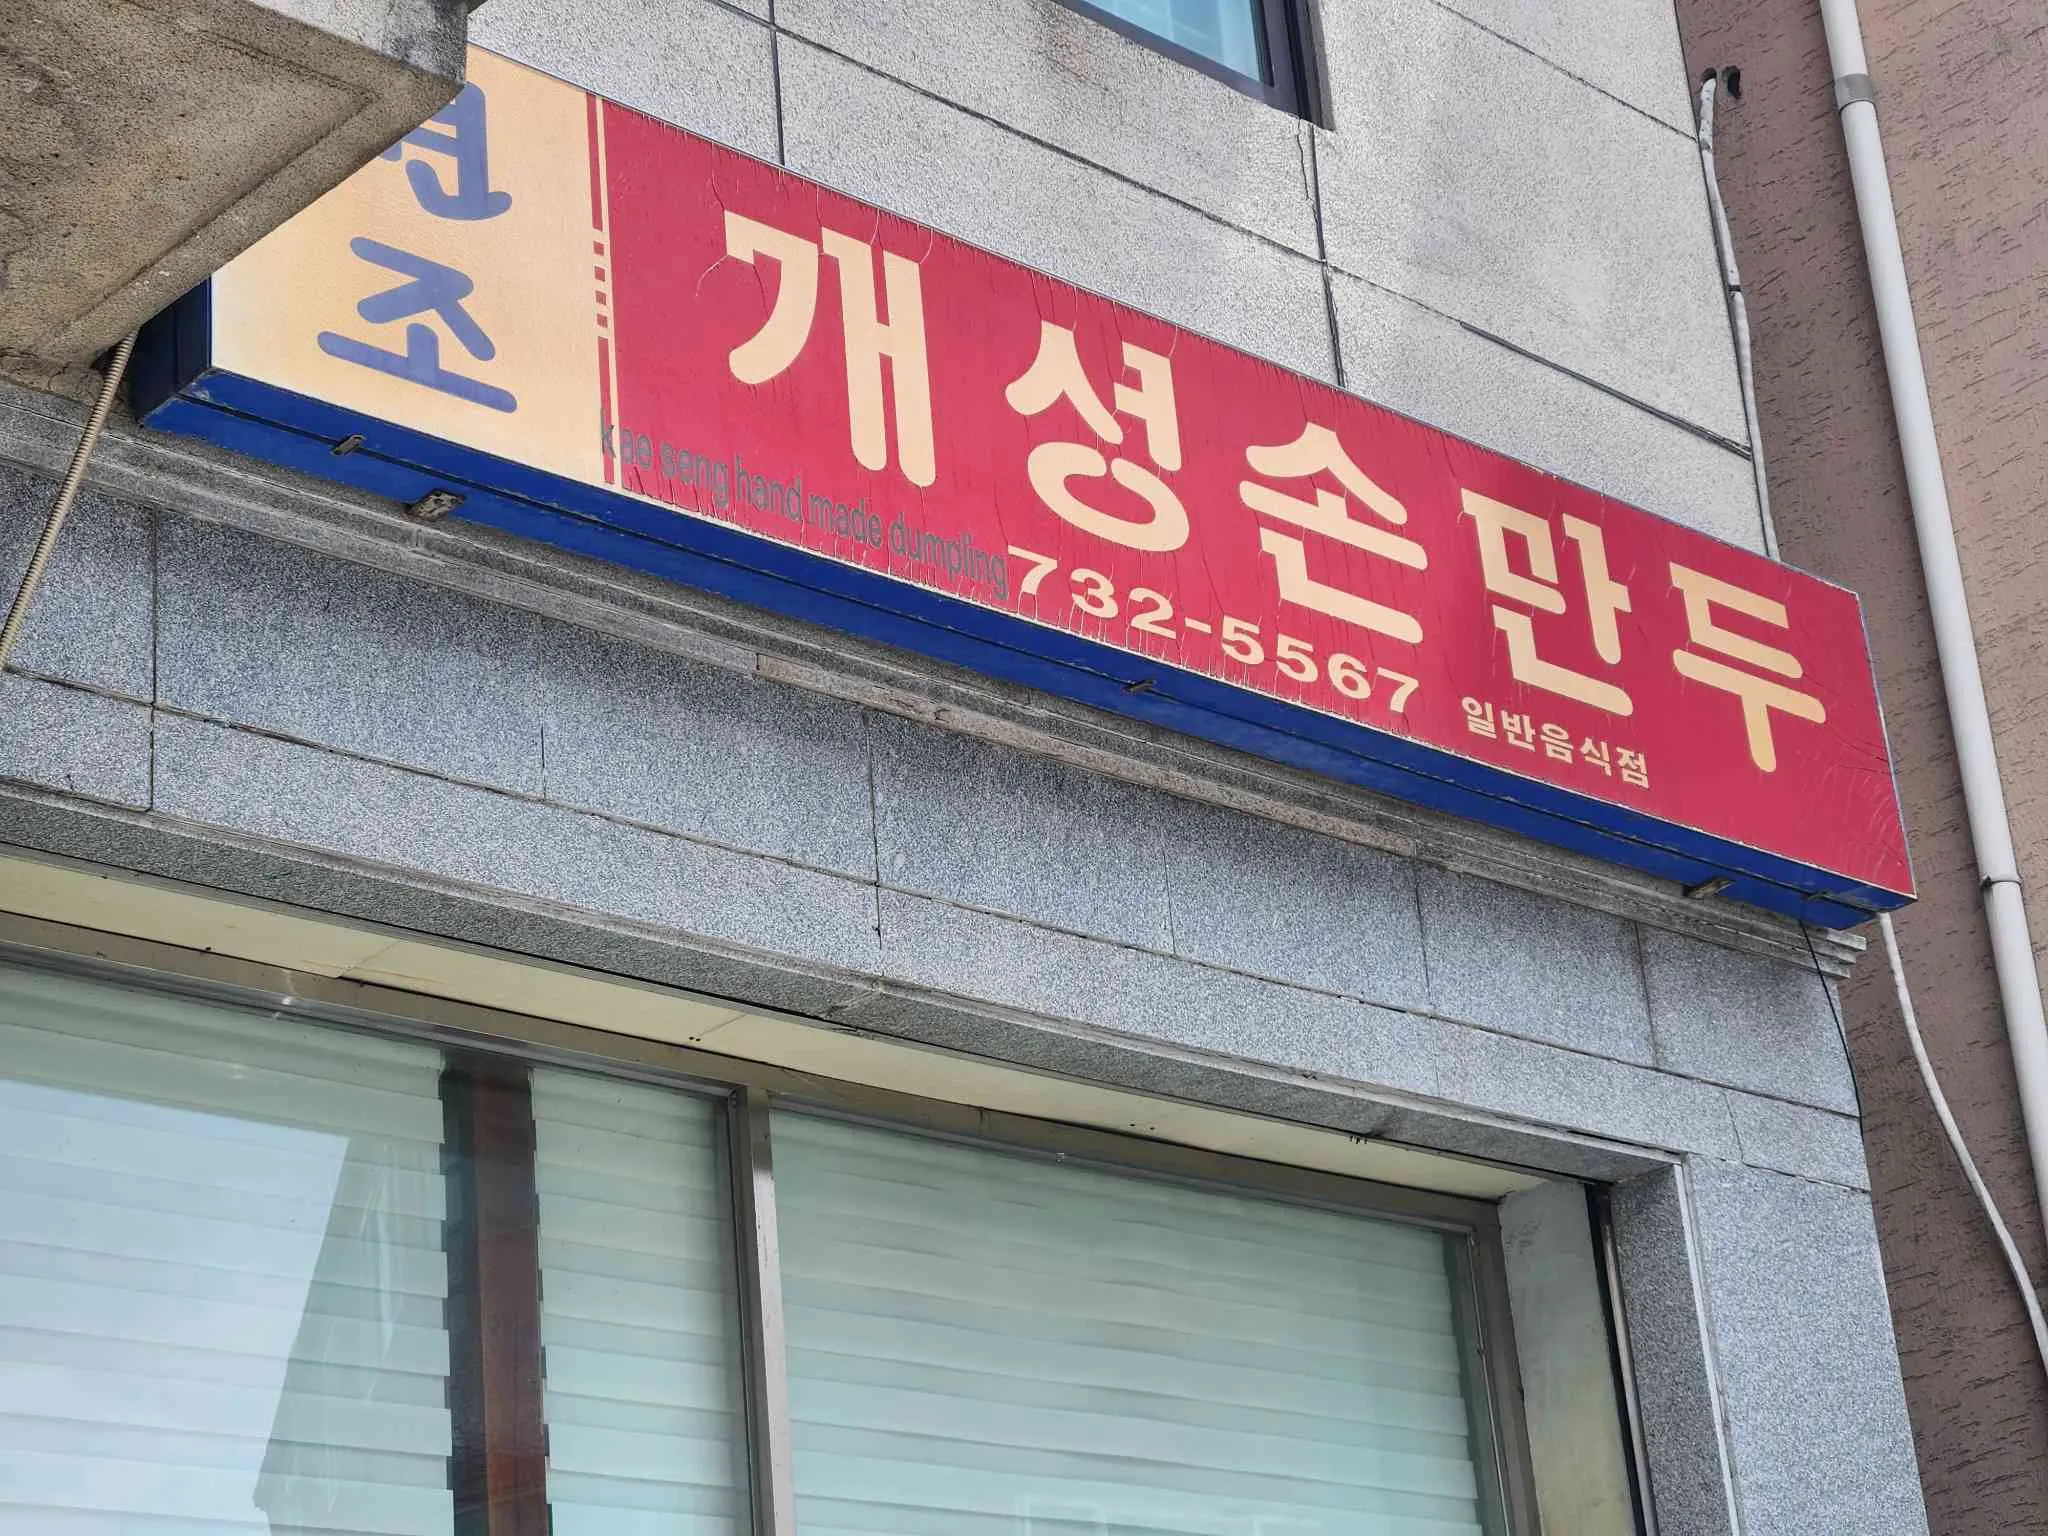 조
개성손만두
kae seng hand made dumpling
732-5567
일반음식점